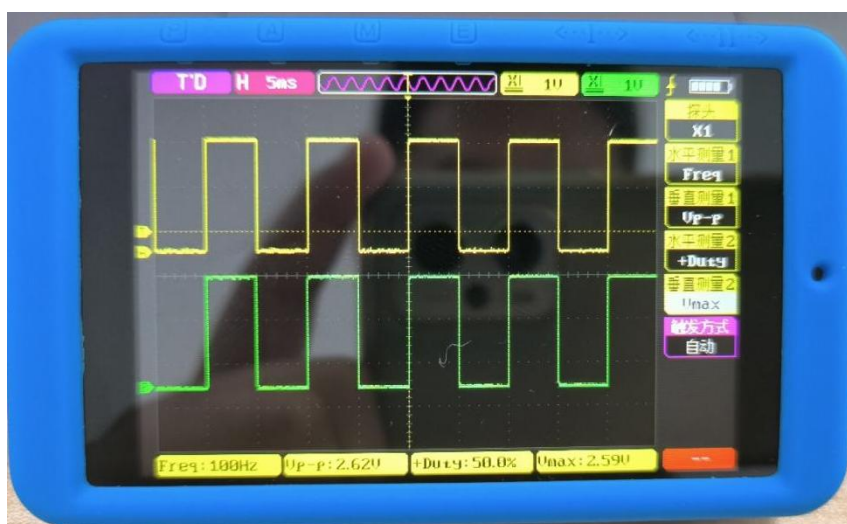 P A M E
T'D H 5ms X1 1V X1 1V
探头
X1
水平测量1
Freq
垂直测量1
Vp-p
水平测量2
+Duty
垂直测量2
Vmax
触发方式
自动
Freq:100Hz Vp-p:2.62V +Duty:50.0% Vmax:2.59V --